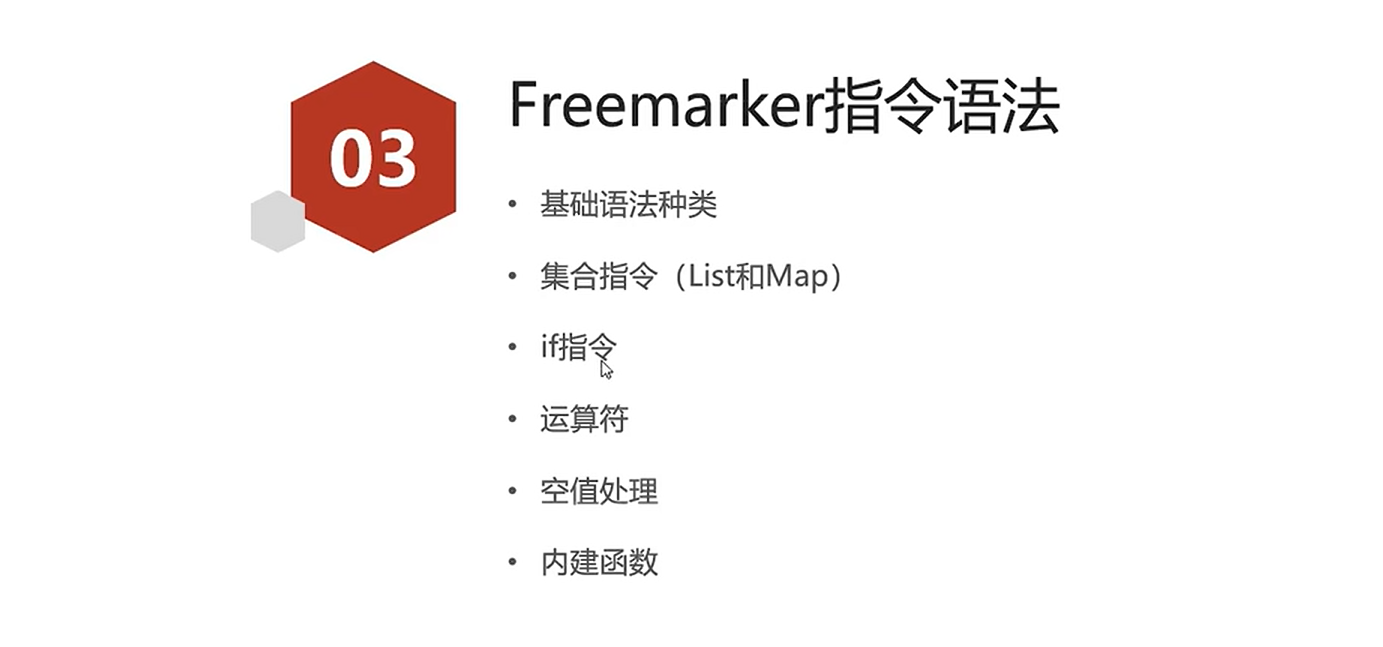 03
Freemarker指令语法
• 基础语法种类
• 集合指令（List和Map）
• if指令
• 运算符
• 空值处理
• 内建函数